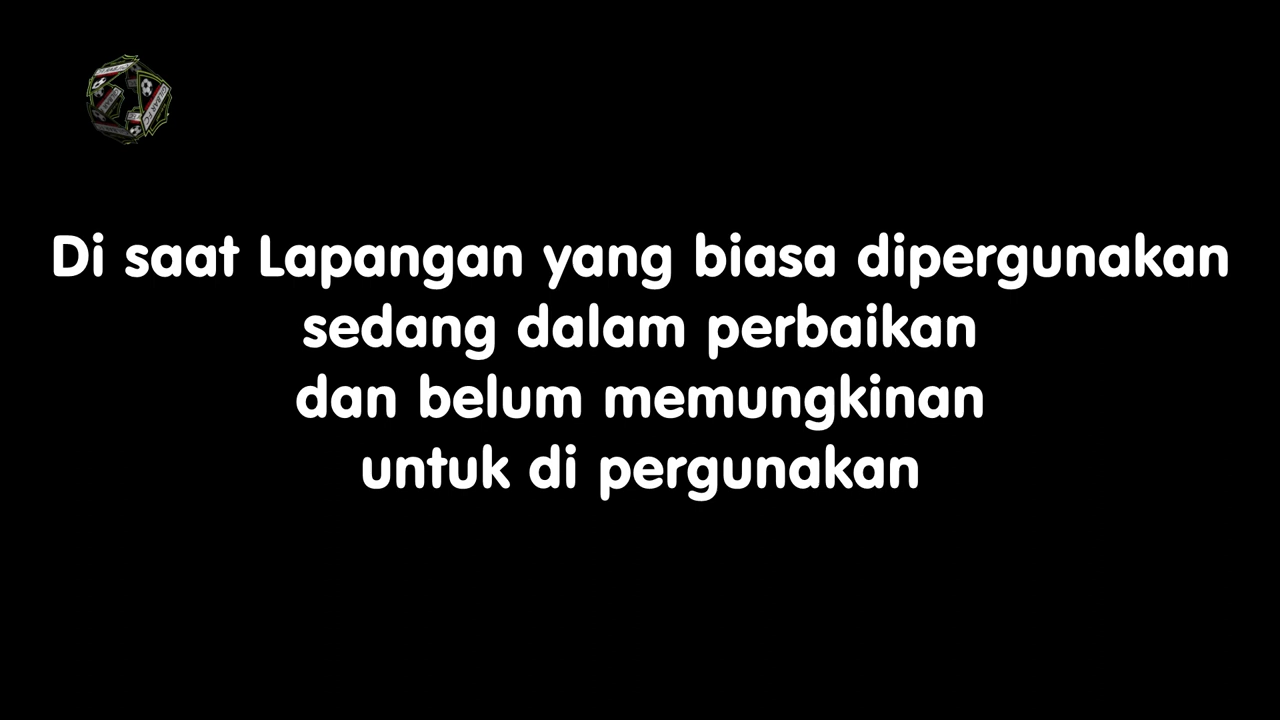 Di saat Lapangan yang biasa dipergunakan
sedang dalam perbaikan
dan belum memungkinan
untuk di pergunakan